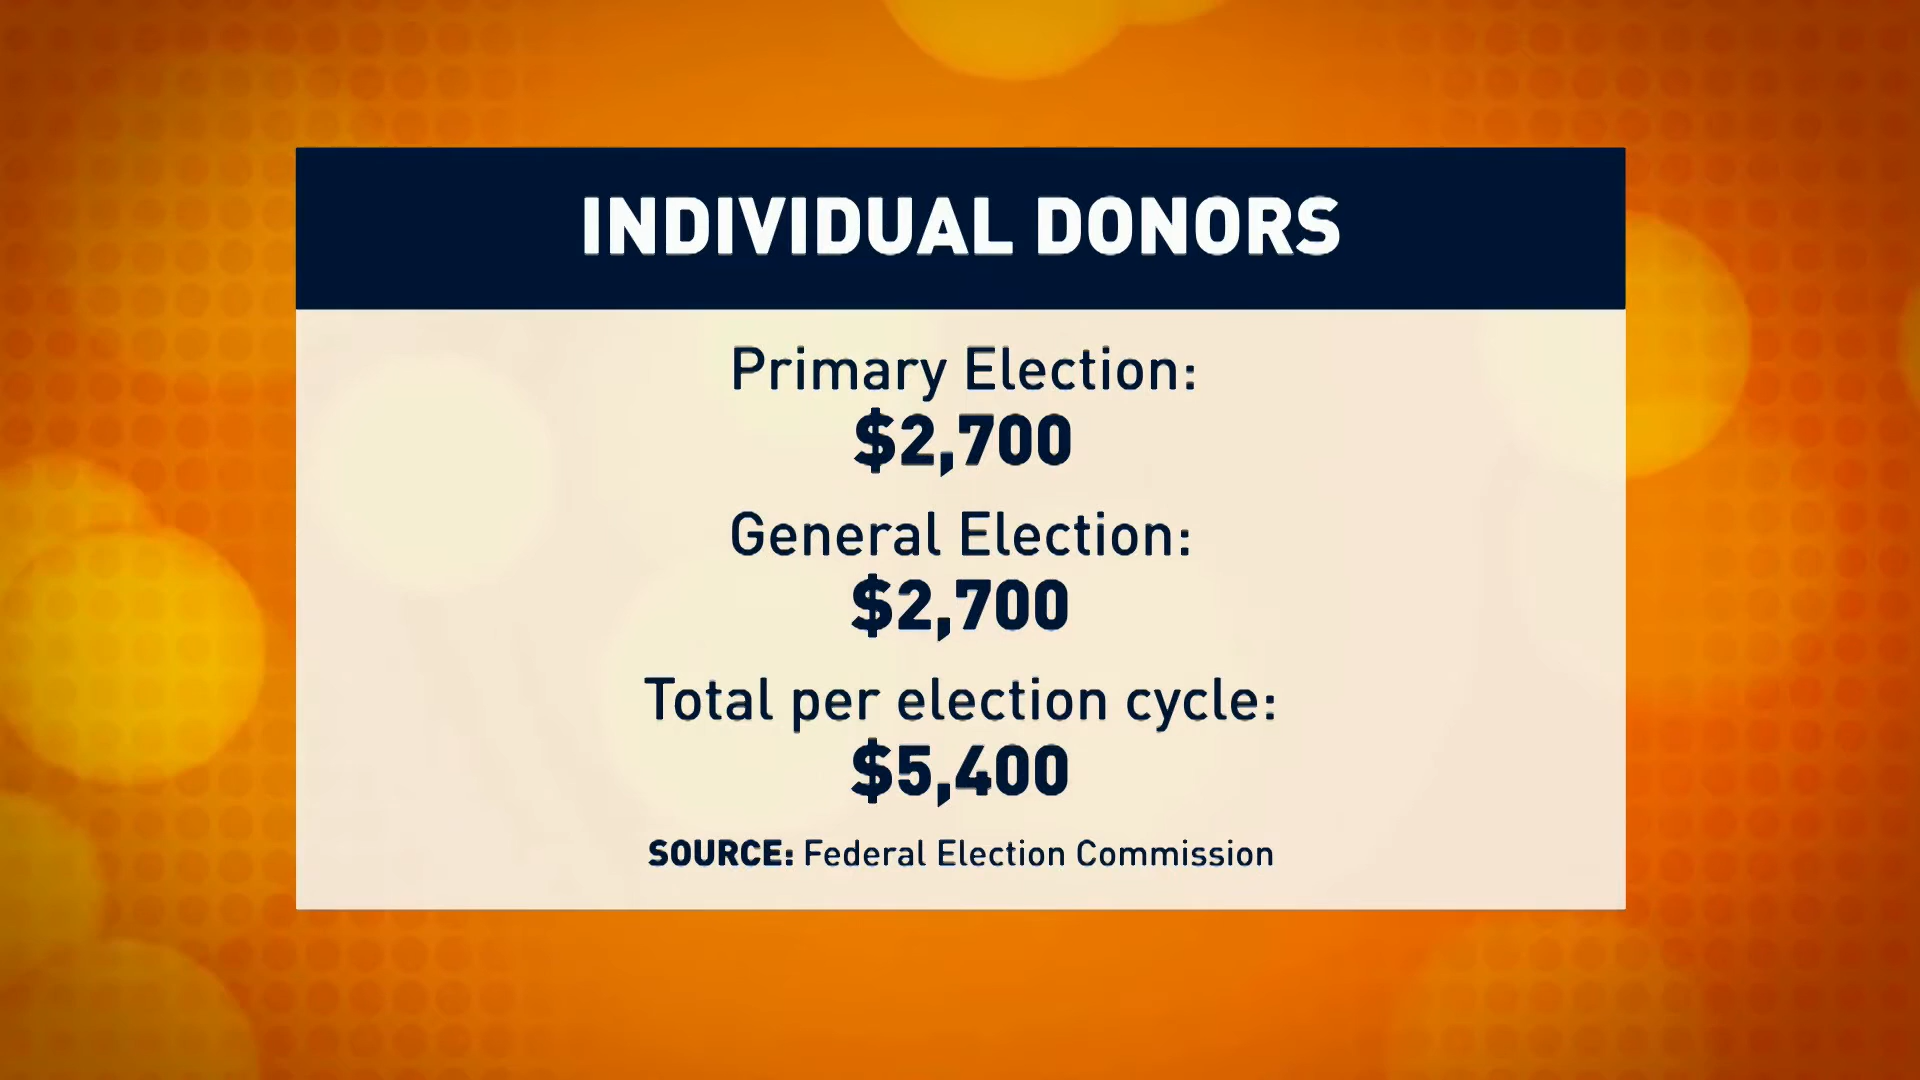 INDIVIDUAL DONORS
Primary Election:
$2,700
General Election:
$2,700
Total per election cycle:
$5,400
SOURCE: Federal Election Commission